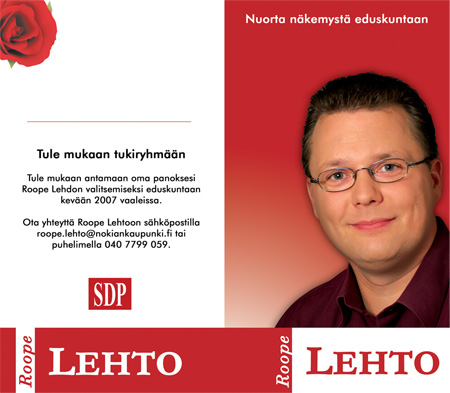 Tule mukaan tukiryhmään
Tule mukaan antamaan oma panoksesi
Roope Lehdon valitsemiseksi eduskuntaan
kevään 2007 vaaleissa.
Ota yhteyttä Roope Lehtoon sähköpostilla
roope.lehto@nokiankaupunki.fi tai
puhelimella 040 7799 059.
SDP
Roope
LEHTO
Nuorta näkemystä eduskuntaan
Roope
LEHTO